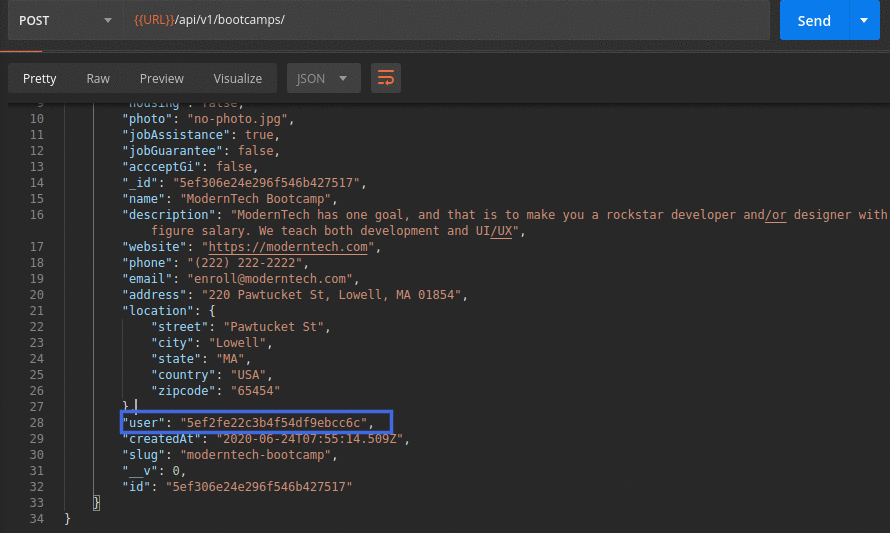 POST {{URL}}/api/v1/bootcamps/ Send
Pretty Raw Preview Visualize JSON
9 "housing": false,
10 "photo": "no-photo.jpg",
11 "jobAssistance": true,
12 "jobGuarantee": false,
13 "accceptGi": false,
14 "_id": "5ef306e24e296f546b427517",
15 "name": "ModernTech Bootcamp",
16 "description": "ModernTech has one goal, and that is to make you a rockstar developer and/or designer with
figure salary. We teach both development and UI/UX",
17 "website": "https://moderntech.com",
18 "phone": "(222) 222-2222",
19 "email": "enroll@moderntech.com",
20 "address": "220 Pawtucket St, Lowell, MA 01854",
21 "location": {
22 "street": "Pawtucket St",
23 "city": "Lowell",
24 "state": "MA",
25 "country": "USA",
26 "zipcode": "65454"
27 },
28 "user": "5ef2fe22c3b4f54df9ebcc6c",
29 "createdAt": "2020-06-24T07:55:14.509Z",
30 "slug": "moderntech-bootcamp",
31 "__v": 0,
32 "id": "5ef306e24e296f546b427517"
33 }
34 }